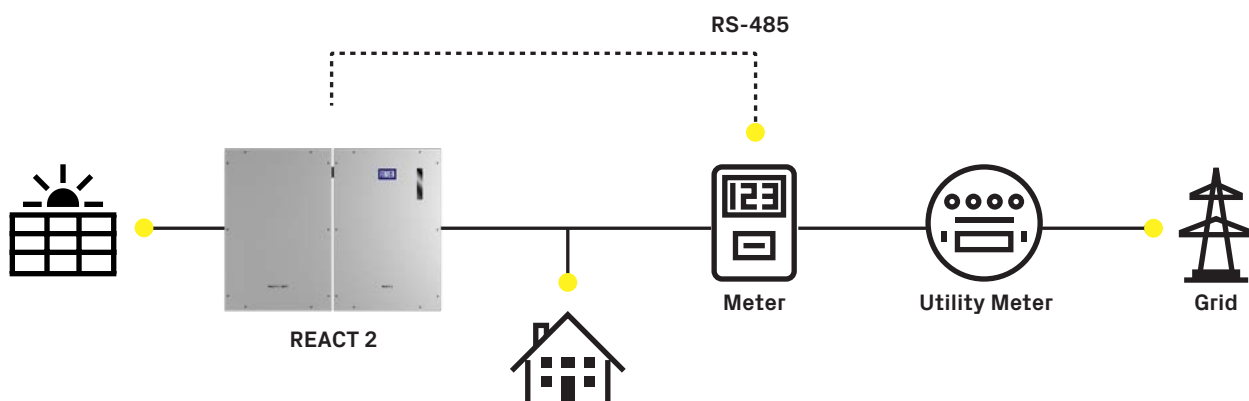 RS-485
123
REACT 2
Meter
Utility Meter
Grid